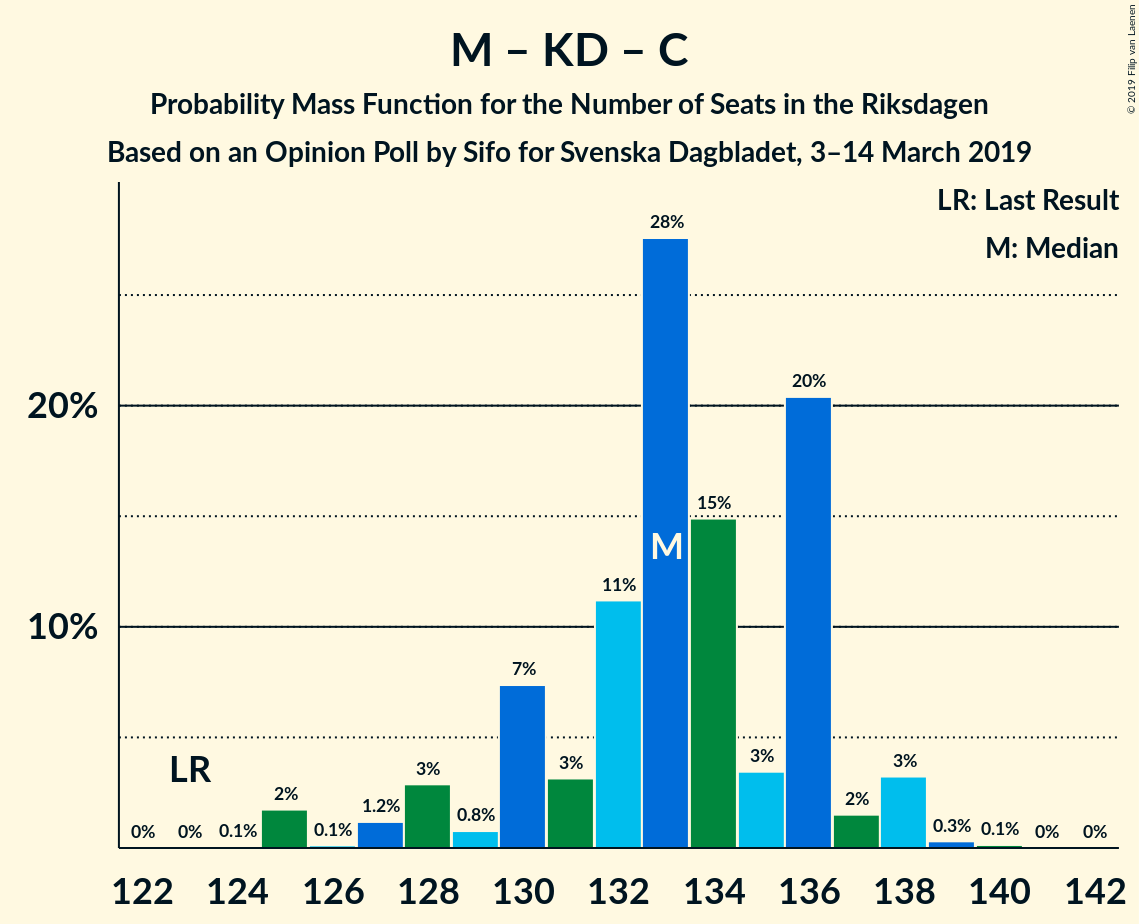 M – KD – C
Probability Mass Function for the Number of Seats in the Riksdagen
Based on an Opinion Poll by Sifo for Svenska Dagbladet, 3–14 March 2019
© 2019 Filip van Laenen
LR: Last Result
M: Median
28%
20%
20%
15%
M
11%
10%
7%
LR
3%
3%
3%
3%
2%
2%
1.2%
0.8%
0%
0%
0.1%
0.1%
0.3%
0.1%
0%
0%
122 124 126 128 130 132 134 136 138 140 142